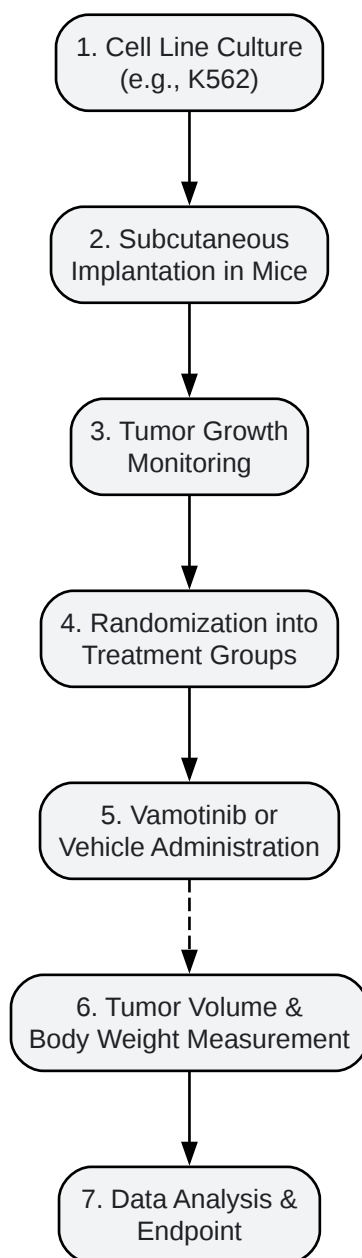 1. Cell Line Culture
(e.g., K562)
2. Subcutaneous
Implantation in Mice
3. Tumor Growth
Monitoring
4. Randomization into
Treatment Groups
5. Vamotinib or
Vehicle Administration
6. Tumor Volume &
Body Weight Measurement
7. Data Analysis &
Endpoint